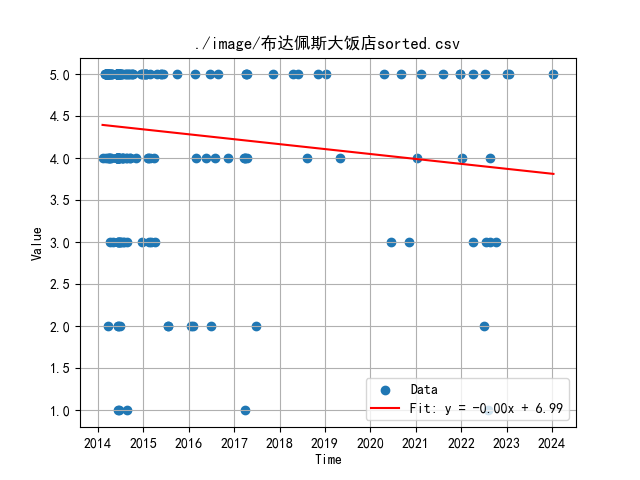 ./image/布达佩斯大饭店sorted.csv
Value
5.0
4.5
4.0
3.5
3.0
2.5
2.0
1.5
1.0
Data
Fit: y = -0.00x + 6.99
2014 2015 2016 2017 2018 2019 2020 2021 2022 2023 2024
Time